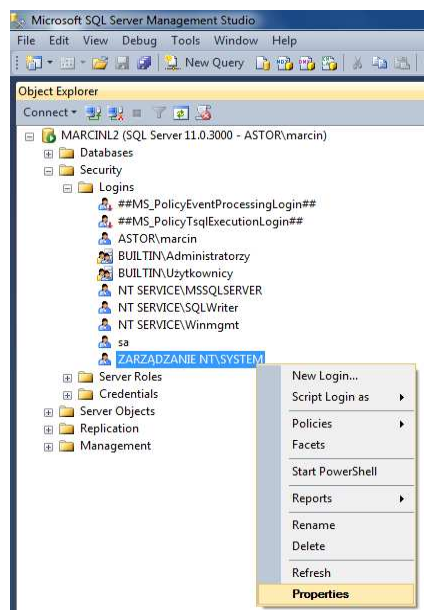 Microsoft SQL Server Management Studio
File Edit View Debug Tools Window Help
New Query
Object Explorer
Connect
MARCINL2 (SQL Server 11.0.3000 - ASTOR\marcin)
Databases
Security
Logins
##MS_PolicyEventProcessingLogin##
##MS_PolicyTsqlExecutionLogin##
ASTOR\marcin
BUILTIN\Administratorzy
BUILTIN\Użytkownicy
NT SERVICE\MSSQLSERVER
NT SERVICE\SQLWriter
NT SERVICE\Winmgmt
sa
ZARZĄDZANIE NT\SYSTEM
Server Roles
Credentials
Server Objects
Replication
Management
New Login...
Script Login as
Policies
Facets
Start PowerShell
Reports
Rename
Delete
Refresh
Properties